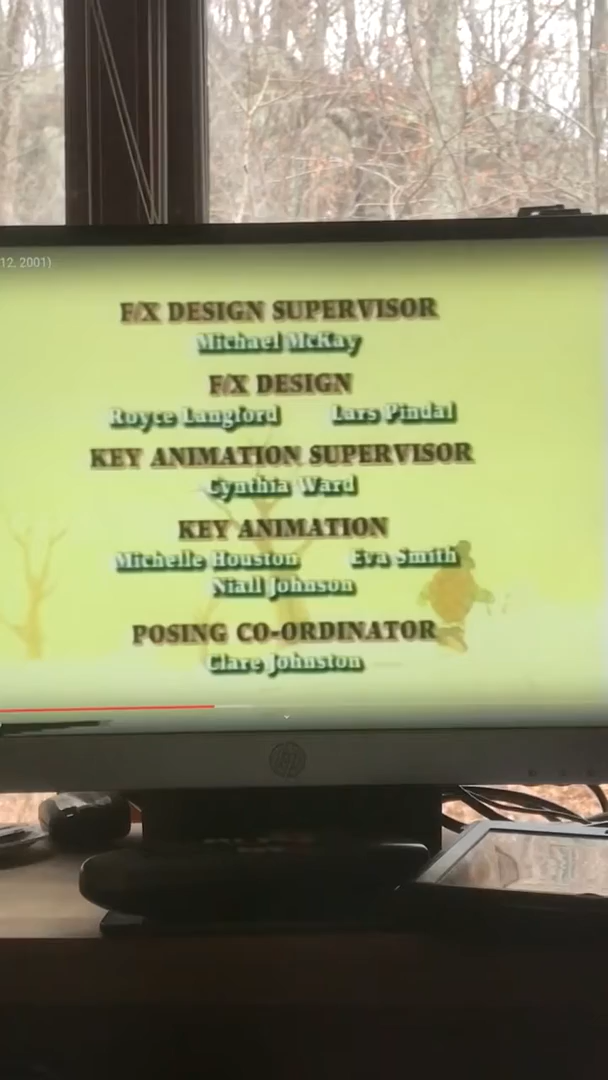 12, 2001)
F/X DESIGN SUPERVISOR
Michael McKay
F/X DESIGN
Royce Langford Lars Pindal
KEY ANIMATION SUPERVISOR
Cynthia Ward
KEY ANIMATION
Michelle Houston Eva Smith
Niall Johnson
POSING CO-ORDINATOR
Clare Johnston
hp